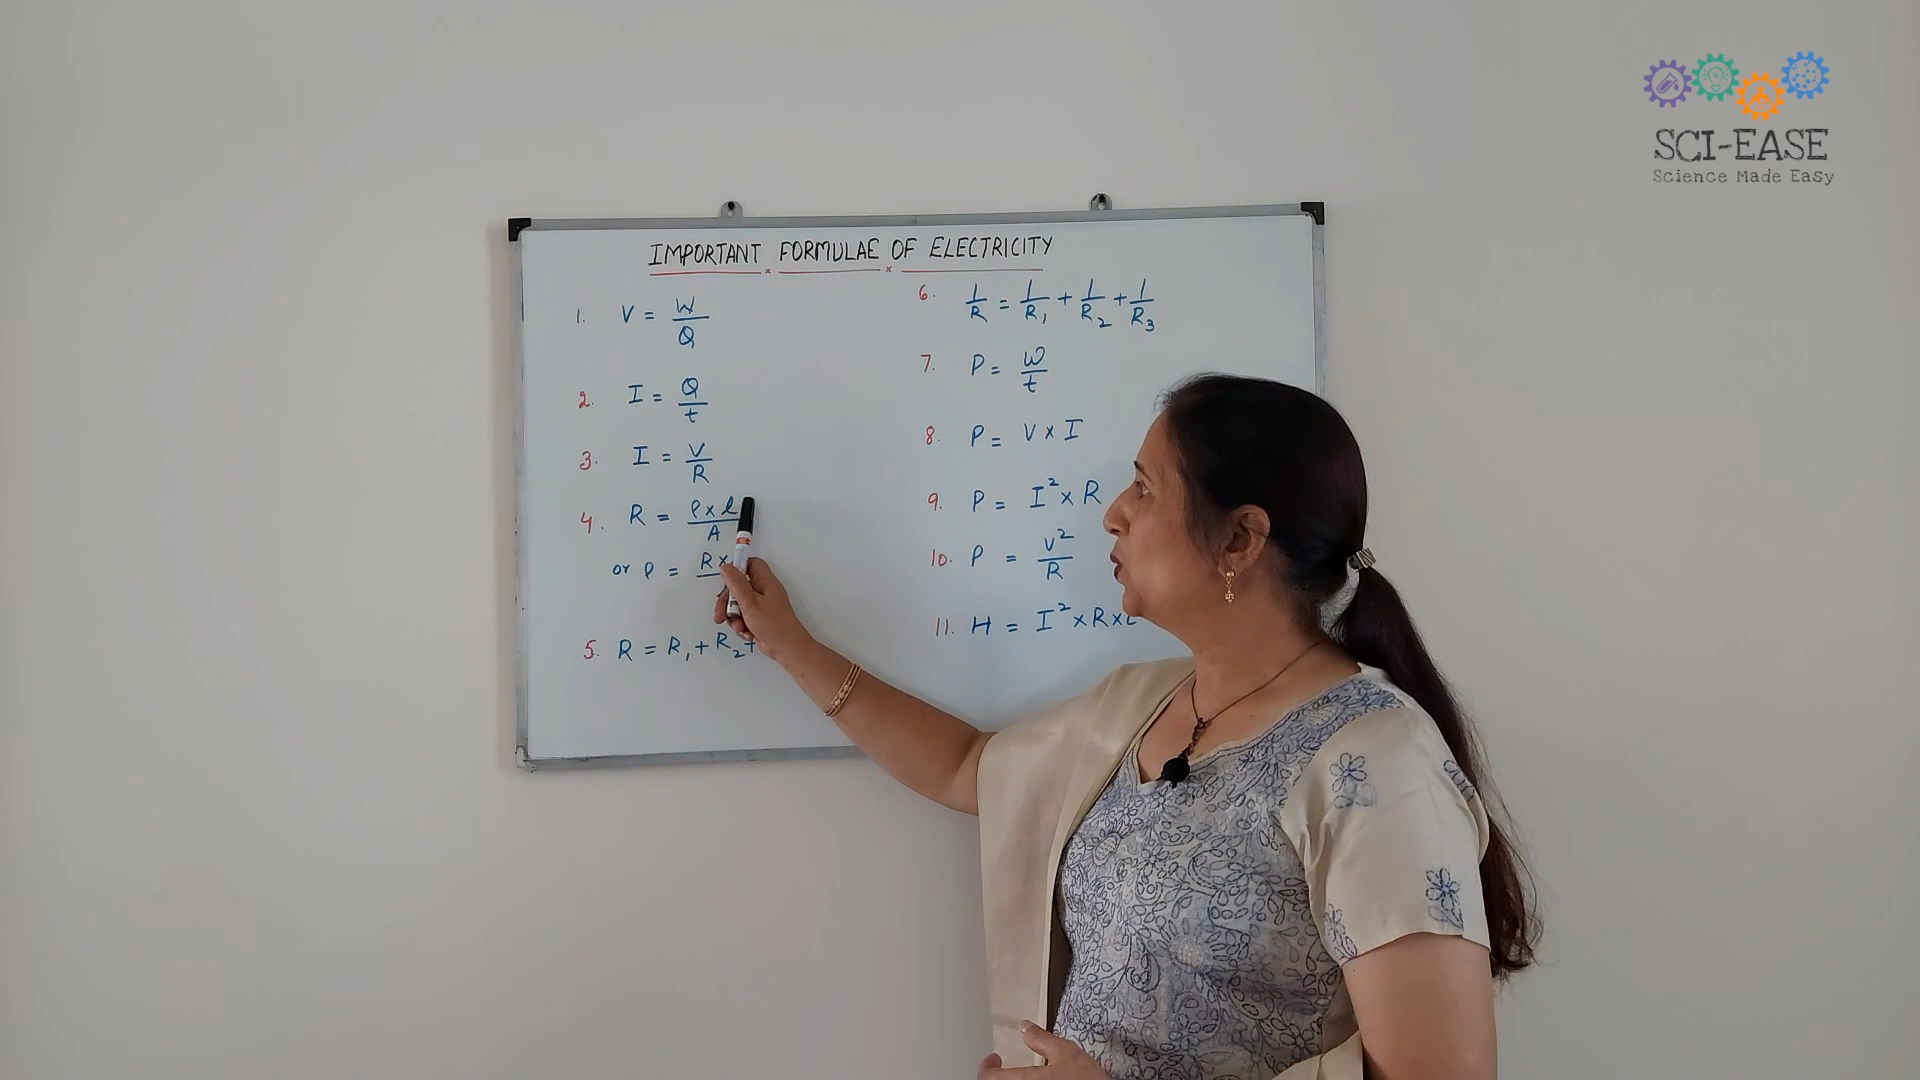 SCI-EASE
Science Made Easy
IMPORTANT FORMULAE OF ELECTRICITY
1. V = W/Q
2. I = Q/t
3. I = V/R
4. R = ρ×l/A
or ρ = R×
5. R = R₁+R₂+
6. 1/R = 1/R₁ + 1/R₂ + 1/R₃
7. P = W/t
8. P = V×I
9. P = I²×R
10. P = V²/R
11. H = I²×R×t